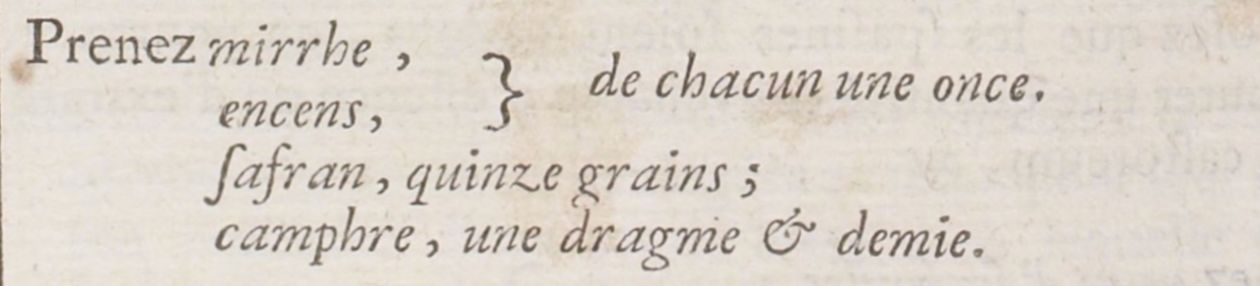 Prenez mirrhe , } de chacun une once.
encens,
ſafran, quinze grains ;
camphre, une dragme & demie.